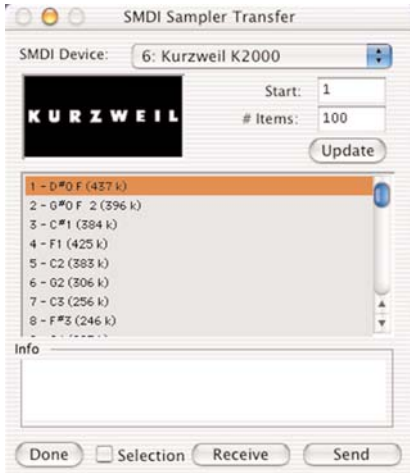 SMDI Sampler Transfer
SMDI Device: 6: Kurzweil K2000
KURZWEIL
Start: 1
# Items: 100
Update
1 - D#0 F (437 k)
2 - G#0 F 2 (396 k)
3 - C#1 (384 k)
4 - F1 (425 k)
5 - C2 (383 k)
6 - G2 (306 k)
7 - C3 (256 k)
8 - F#3 (246 k)
Info
Done Selection Receive Send